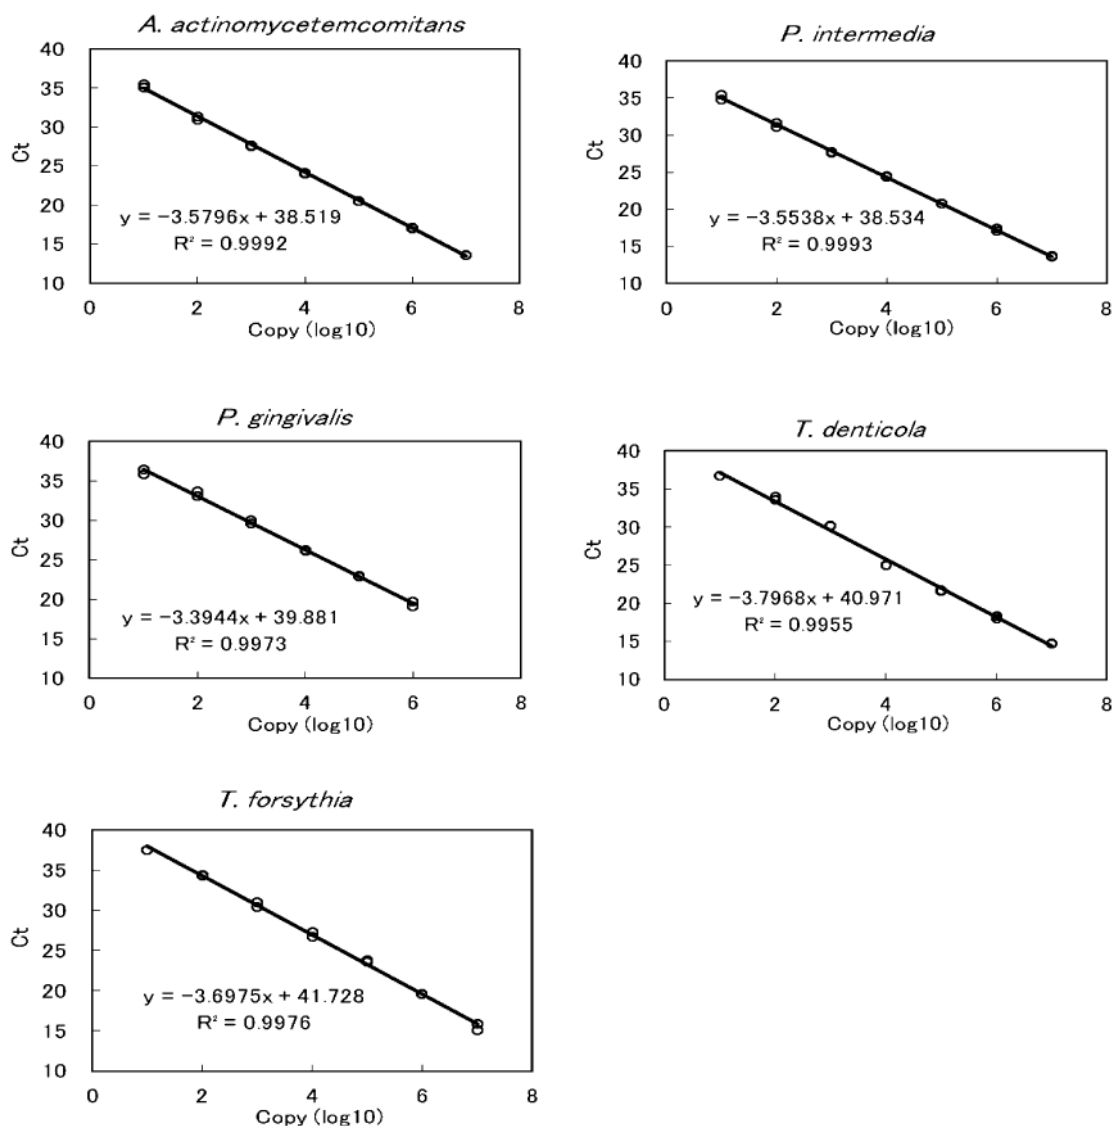 A. actinomycetemcomitans
40
35
30
25
20
15
10
Ct
y = −3.5796x + 38.519
R² = 0.9992
0 2 4 6 8
Copy (log10)
P. intermedia
40
35
30
25
20
15
10
Ct
y = −3.5538x + 38.534
R² = 0.9993
0 2 4 6 8
Copy (log10)
P. gingivalis
40
35
30
25
20
15
10
Ct
y = −3.3944x + 39.881
R² = 0.9973
0 2 4 6 8
Copy (log10)
T. denticola
40
35
30
25
20
15
10
Ct
y = −3.7968x + 40.971
R² = 0.9955
0 2 4 6 8
Copy (log10)
T. forsythia
40
35
30
25
20
15
10
Ct
y = −3.6975x + 41.728
R² = 0.9976
0 2 4 6 8
Copy (log10)